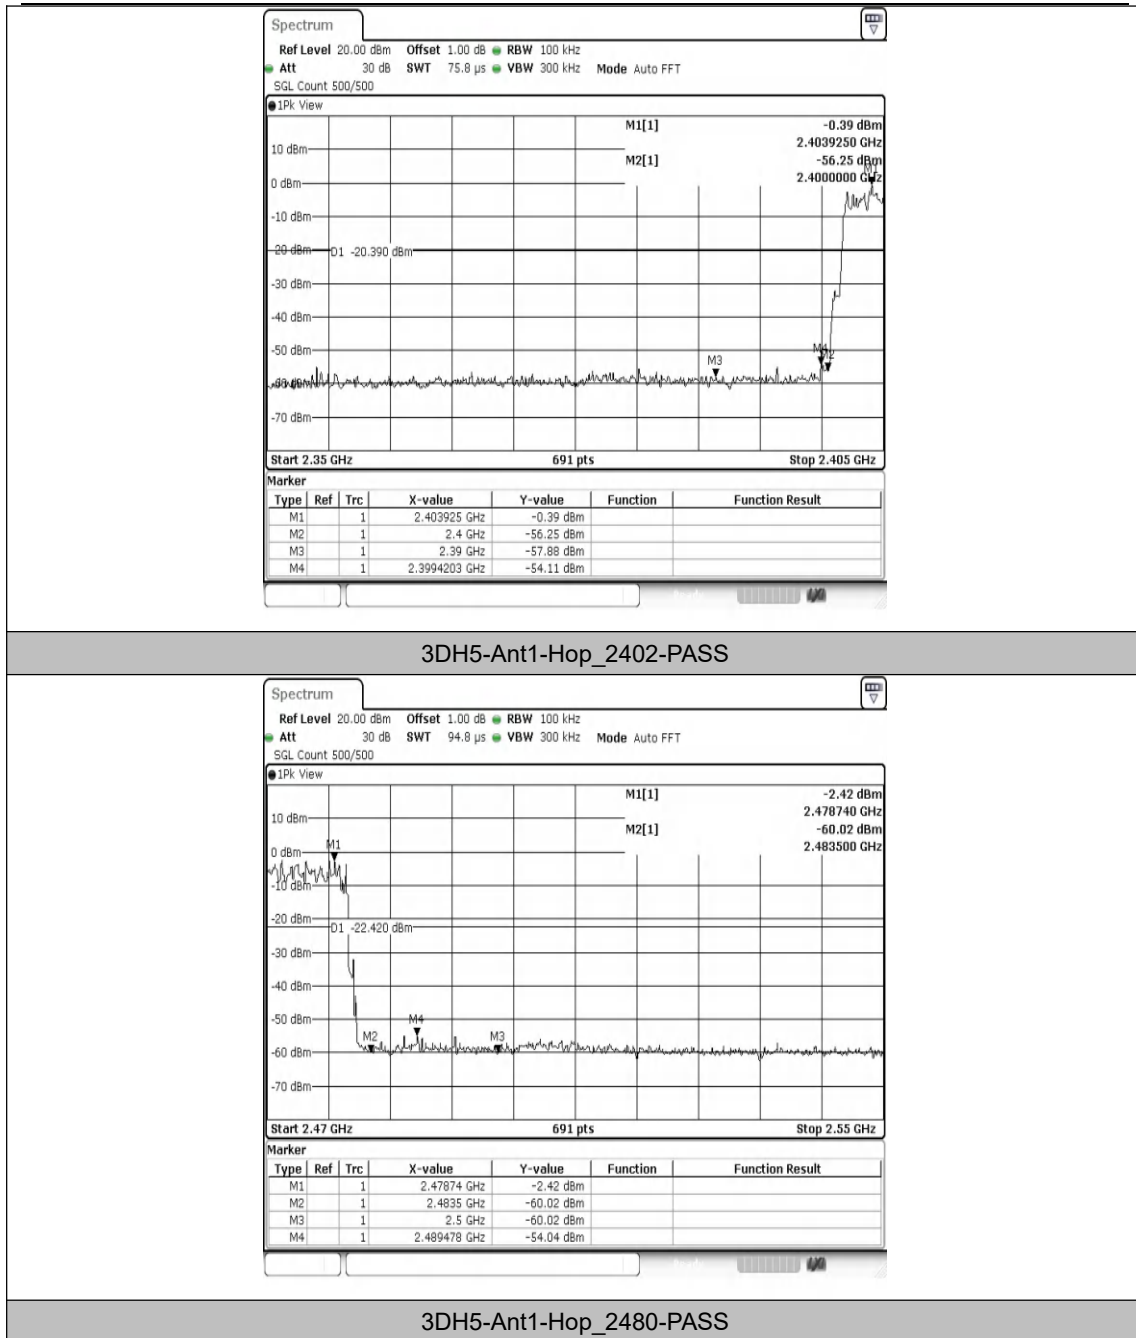 Spectrum
Ref Level 20.00 dBm Offset 1.00 dB RBW 100 kHz
Att 30 dB SWT 75.8 µs VBW 300 kHz Mode Auto FFT
SGL Count 500/500
1Pk View
M1[1] -0.39 dBm
2.4039250 GHz
M2[1] -56.25 dBm
2.4000000 GHz
M1
10 dBm
0 dBm
-10 dBm
-20 dBm D1 -20.390 dBm
-30 dBm
-40 dBm
-50 dBm
M3 M4 M2
-60 dBm
-70 dBm
Start 2.35 GHz 691 pts Stop 2.405 GHz
Marker
Type Ref Trc X-value Y-value Function Function Result
M1 1 2.403925 GHz -0.39 dBm
M2 1 2.4 GHz -56.25 dBm
M3 1 2.39 GHz -57.88 dBm
M4 1 2.3994203 GHz -54.11 dBm
3DH5-Ant1-Hop_2402-PASS
Spectrum
Ref Level 20.00 dBm Offset 1.00 dB RBW 100 kHz
Att 30 dB SWT 94.8 µs VBW 300 kHz Mode Auto FFT
SGL Count 500/500
1Pk View
M1[1] -2.42 dBm
2.478740 GHz
M2[1] -60.02 dBm
2.483500 GHz
10 dBm
M1
0 dBm
-10 dBm
-20 dBm
D1 -22.420 dBm
-30 dBm
-40 dBm
-50 dBm
M2 M4 M3
-60 dBm
-70 dBm
Start 2.47 GHz 691 pts Stop 2.55 GHz
Marker
Type Ref Trc X-value Y-value Function Function Result
M1 1 2.47874 GHz -2.42 dBm
M2 1 2.4835 GHz -60.02 dBm
M3 1 2.5 GHz -60.02 dBm
M4 1 2.489478 GHz -54.04 dBm
3DH5-Ant1-Hop_2480-PASS